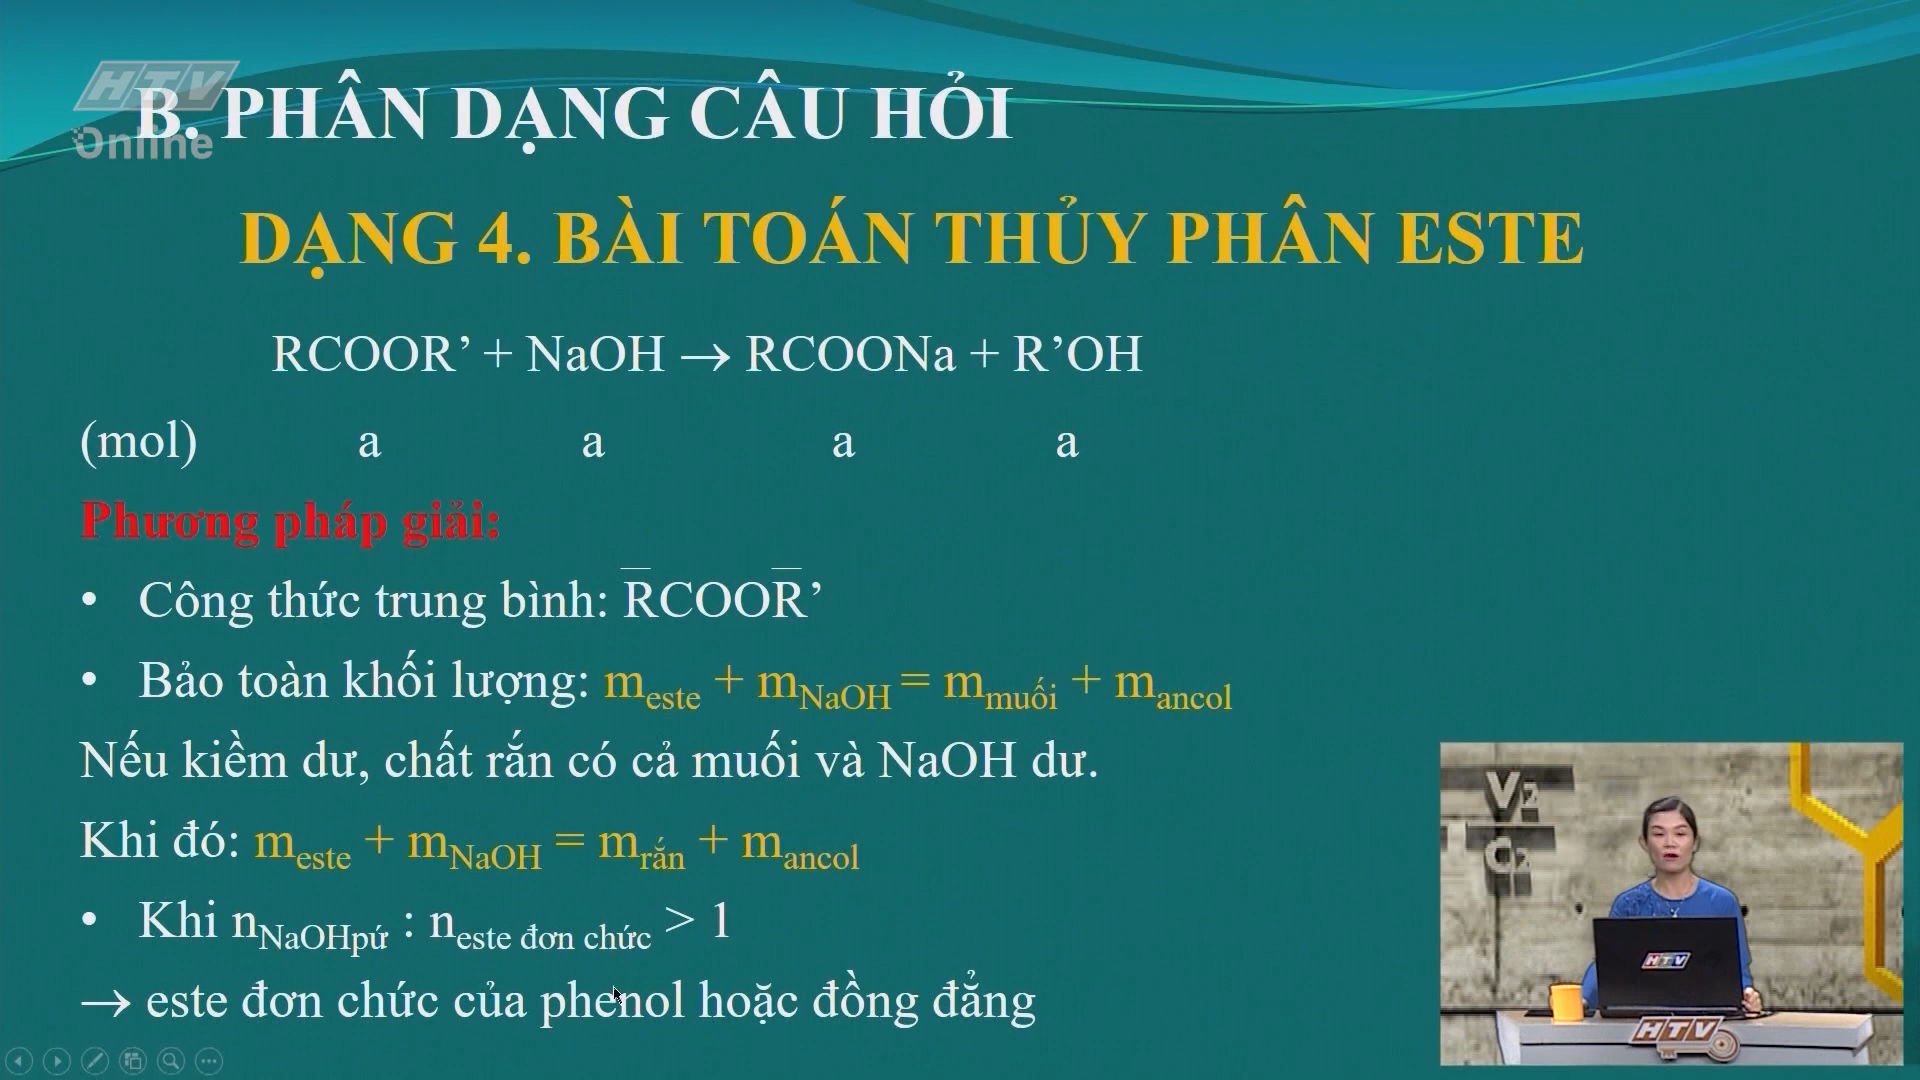 HTV
Online
B. PHÂN DẠNG CÂU HỎI
DẠNG 4. BÀI TOÁN THỦY PHÂN ESTE
RCOOR’ + NaOH → RCOONa + R’OH
(mol) a a a a
Phương pháp giải:
• Công thức trung bình: R̅COOR̅’
• Bảo toàn khối lượng: meste + mNaOH = mmuối + mancol
Nếu kiềm dư, chất rắn có cả muối và NaOH dư.
Khi đó: meste + mNaOH = mrắn + mancol
• Khi nNaOHpứ : neste đơn chức > 1
→ este đơn chức của phenol hoặc đồng đẳng
HTV
HTV